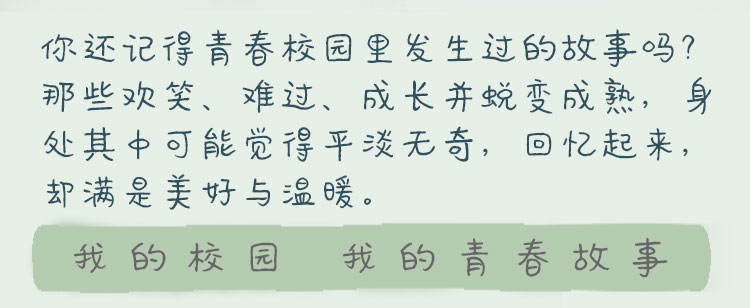 你还记得青春校园里发生过的故事吗？
那些欢笑、难过、成长并蜕变成熟，身
处其中可能觉得平淡无奇，回忆起来，
却满是美好与温暖。
我的校园 我的青春故事